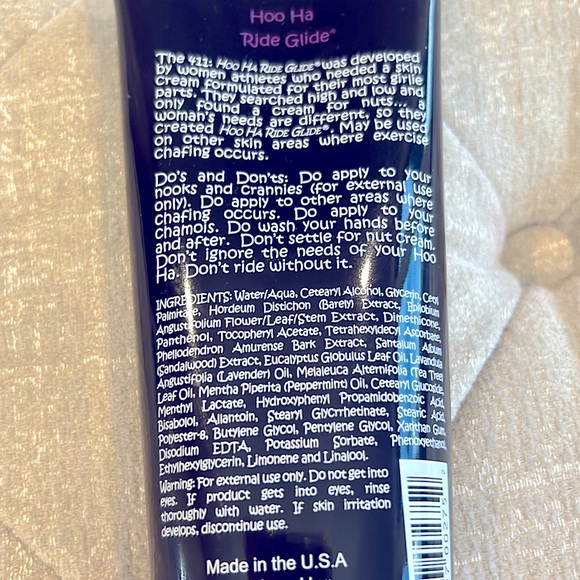 Hoo Ha
Ride Glide®
The 411: Hoo Ha Ride Glide® was developed
by women athletes who needed a skin
cream formulated for their most girlie
parts. They searched high and low and
only found a cream for nuts... a
woman's needs are different, so they
created Hoo Ha Ride Glide®. May be used
on other skin areas where exercise
chafing occurs.
Do's and Don'ts: Do apply to your
nooks and crannies (for external use
only). Do apply to other areas where
chafing occurs. Do apply to your
chamois. Do wash your hands before
and after. Don't settle for nut cream.
Don't ignore the needs of your Hoo
Ha. Don't ride without it.
INGREDIENTS: Water/Aqua, Cetearyl Alcohol, Glycerin, Cetyl
Palmitate, Hordeum Distichon (Barely) Extract, Epilobium
Angustifolium Flower/Leaf/Stem Extract, Dimethicone,
Panthenol, Tocopheryl Acetate, Tetrahexyldecyl Ascorbate,
Phellodendron Amurense Bark Extract, Santalum Album
(Sandalwood) Extract, Eucalyptus Globulus Leaf Oil, Lavandula
Angustifolia (Lavender) Oil, Melaleuca Alternifolia (Tea Tree)
Leaf Oil, Mentha Piperita (Peppermint) Oil, Cetearyl Glucoside,
Menthyl Lactate, Hydroxyphenyl Propamidobenzoic Acid,
Bisabolol, Allantoin, Stearyl Glycrrhetinate, Stearic Acid,
Polyester-8, Butylene Glycol, Pentylene Glycol, Xanthan Gum,
Disodium EDTA, Potassium Sorbate, Phenoxyethanol,
Ethylhexylglycerin, Limonene and Linalool.
Warning: For external use only. Do not get into
eyes. If product gets into eyes, rinse
thoroughly with water. If skin irritation
develops, discontinue use.
Made in the U.S.A